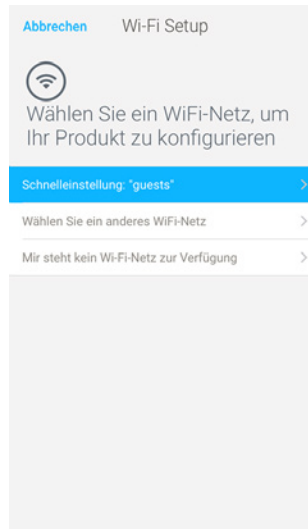 Abbrechen Wi-Fi Setup
Wählen Sie ein WiFi-Netz, um
Ihr Produkt zu konfigurieren
Schnelleinstellung: "guests"
Wählen Sie ein anderes WiFi-Netz
Mir steht kein Wi-Fi-Netz zur Verfügung